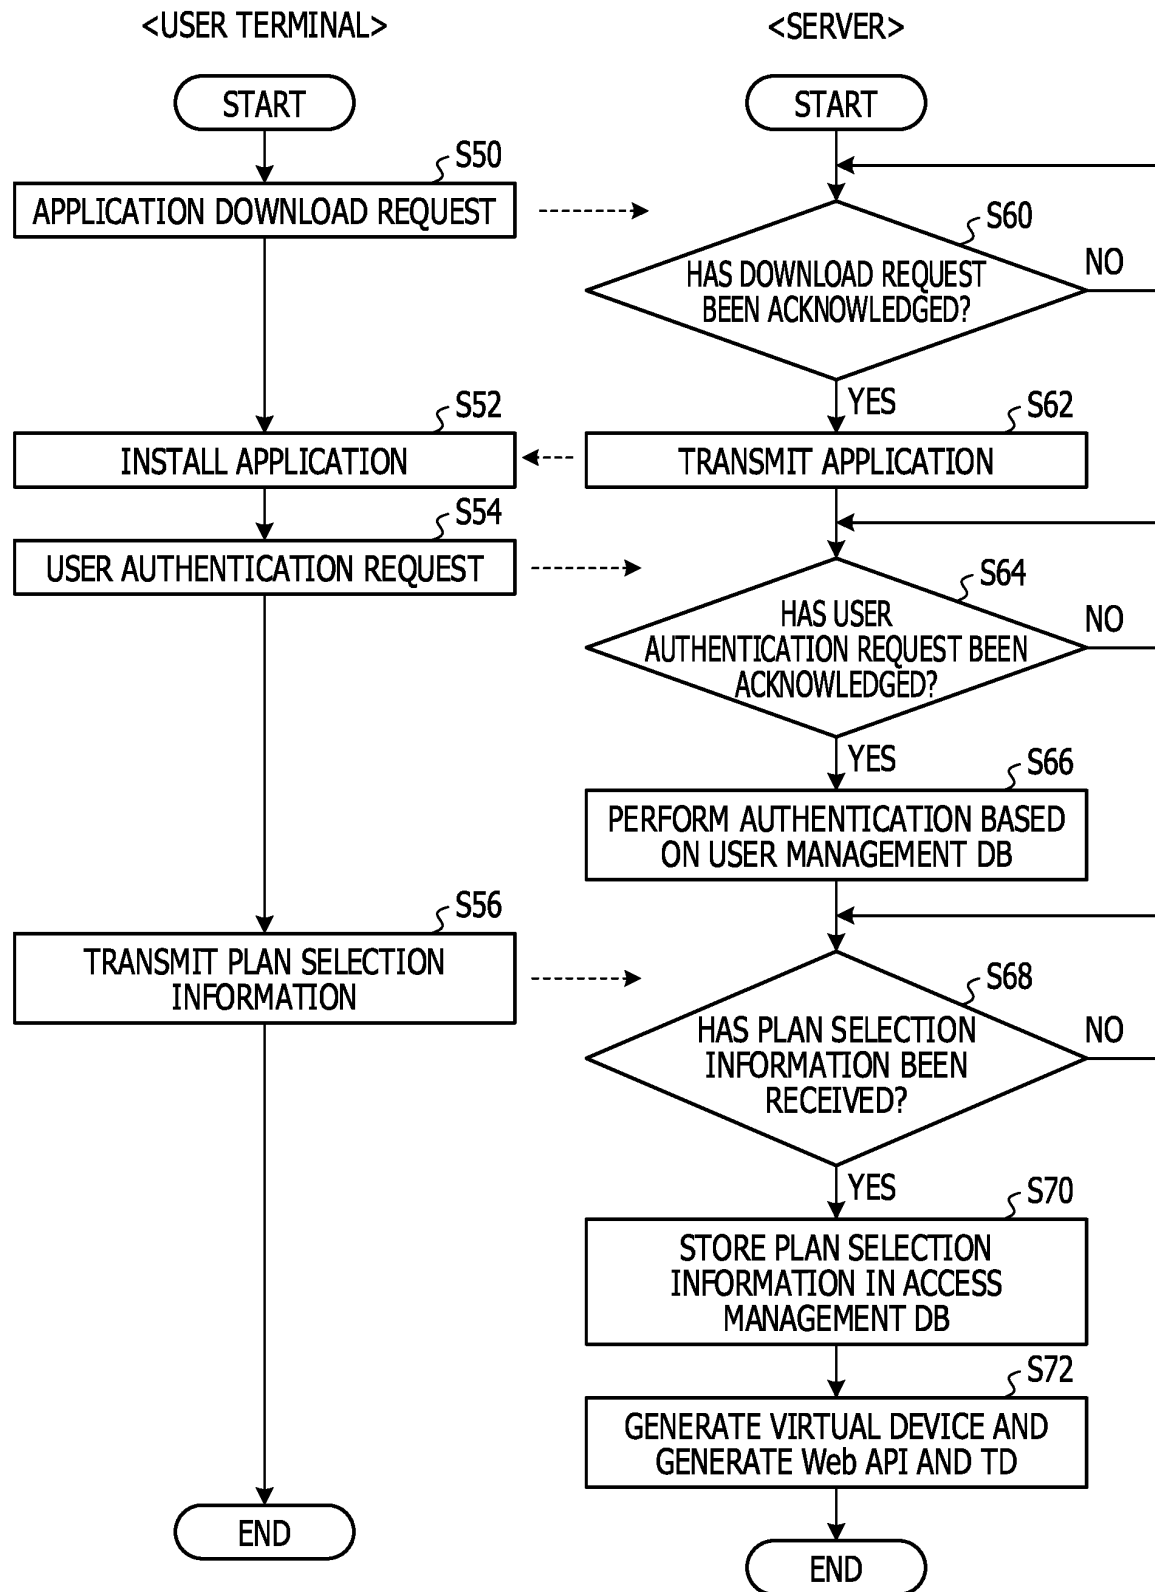 <USER TERMINAL>
<SERVER>
START
START
S50
APPLICATION DOWNLOAD REQUEST
S60
HAS DOWNLOAD REQUEST
BEEN ACKNOWLEDGED?
NO
YES
S52
INSTALL APPLICATION
S62
TRANSMIT APPLICATION
S54
USER AUTHENTICATION REQUEST
S64
HAS USER
AUTHENTICATION REQUEST BEEN
ACKNOWLEDGED?
NO
YES
S66
PERFORM AUTHENTICATION BASED
ON USER MANAGEMENT DB
S56
TRANSMIT PLAN SELECTION
INFORMATION
S68
HAS PLAN SELECTION
INFORMATION BEEN
RECEIVED?
NO
YES
S70
STORE PLAN SELECTION
INFORMATION IN ACCESS
MANAGEMENT DB
S72
GENERATE VIRTUAL DEVICE AND
GENERATE Web API AND TD
END
END